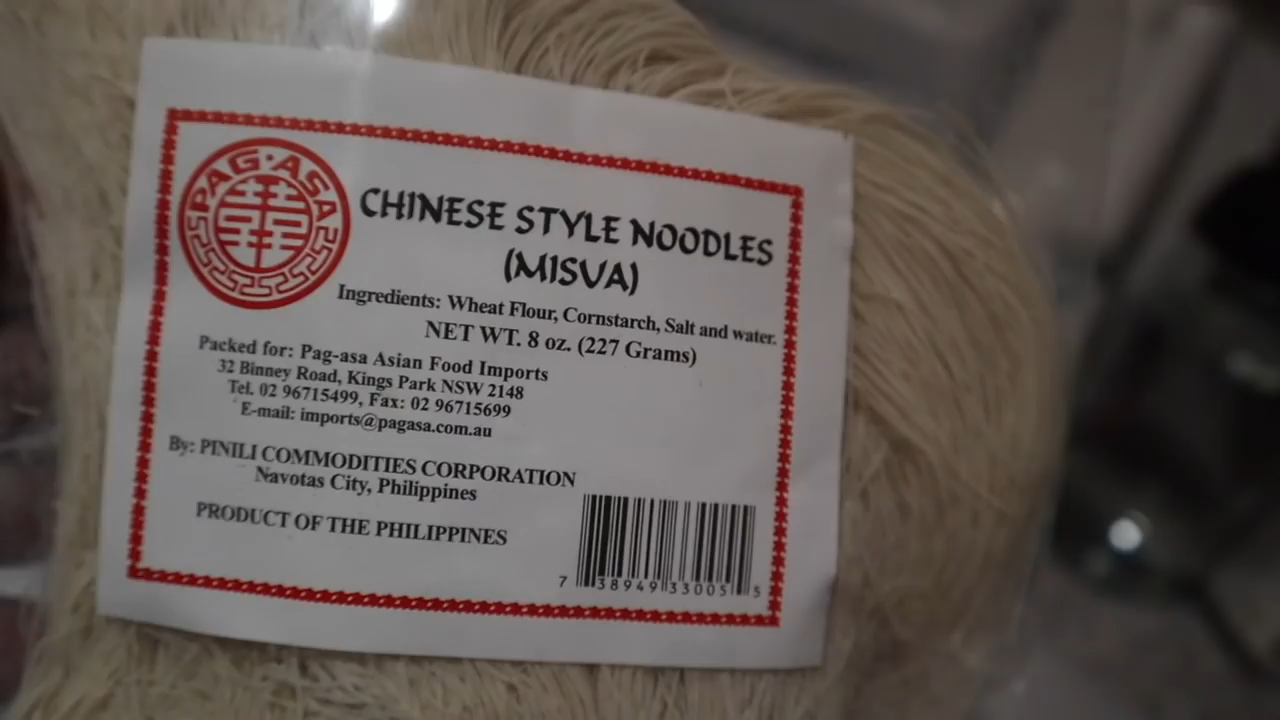 PAG·ASA
CHINESE STYLE NOODLES
(MISUA)
Ingredients: Wheat Flour, Cornstarch, Salt and water.
NET WT. 8 oz. (227 Grams)
Packed for: Pag-asa Asian Food Imports
32 Binney Road, Kings Park NSW 2148
Tel. 02 96715499, Fax: 02 96715699
E-mail: imports@pagasa.com.au
By: PINILI COMMODITIES CORPORATION
Navotas City, Philippines
PRODUCT OF THE PHILIPPINES
7 38949 33005 5